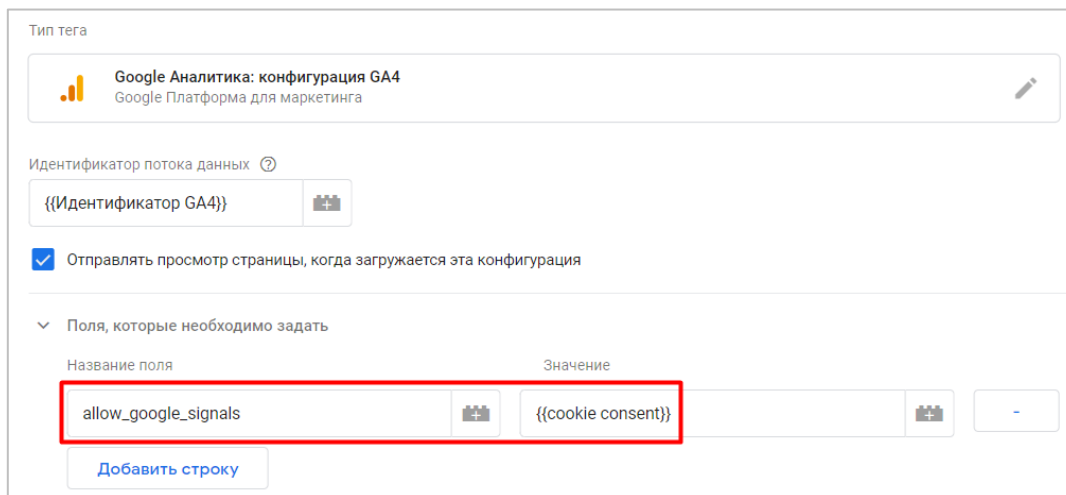 Тип тега
Google Аналитика: конфигурация GA4
Google Платформа для маркетинга
Идентификатор потока данных ?
{{Идентификатор GA4}}
Отправлять просмотр страницы, когда загружается эта конфигурация
Поля, которые необходимо задать
Название поля Значение
allow_google_signals {{cookie consent}} -
Добавить строку